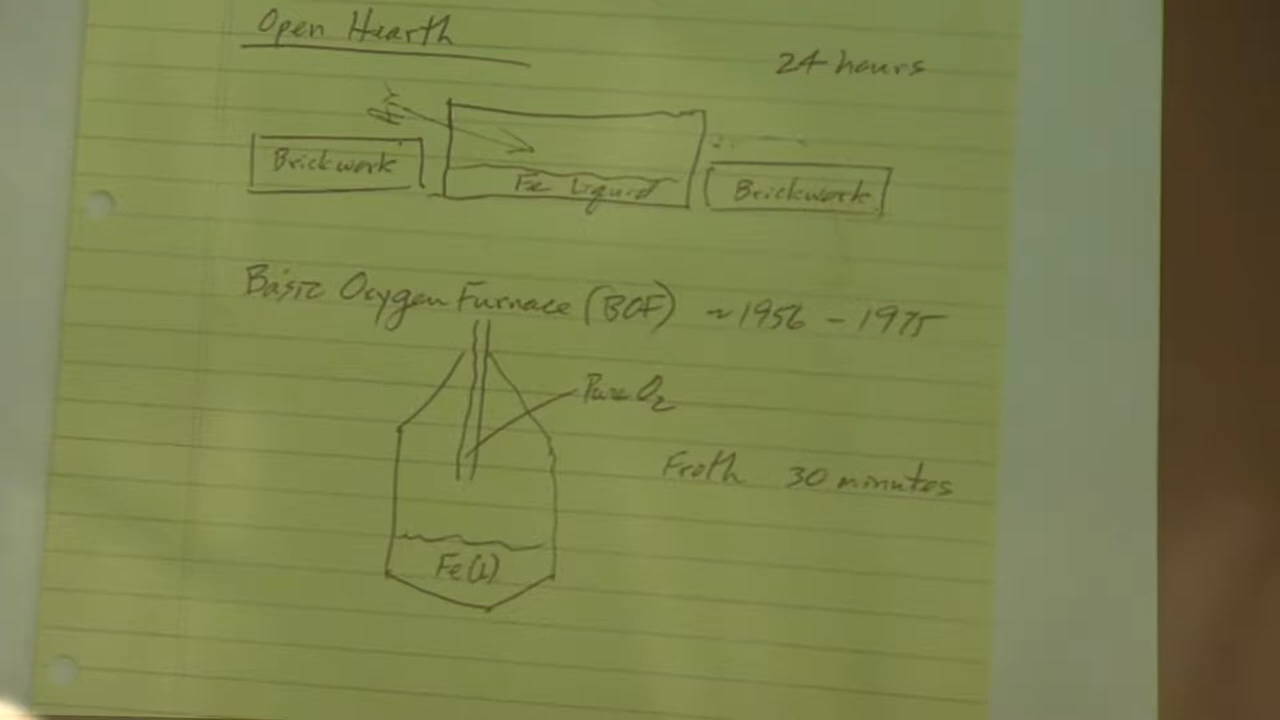 Open Hearth
24 hours
Brickwork
Fe Liquid
Brickwork
Basic Oxygen Furnace (BOF) ~1956 - 1975
Pure O2
Froth 30 minutes
Fe(l)